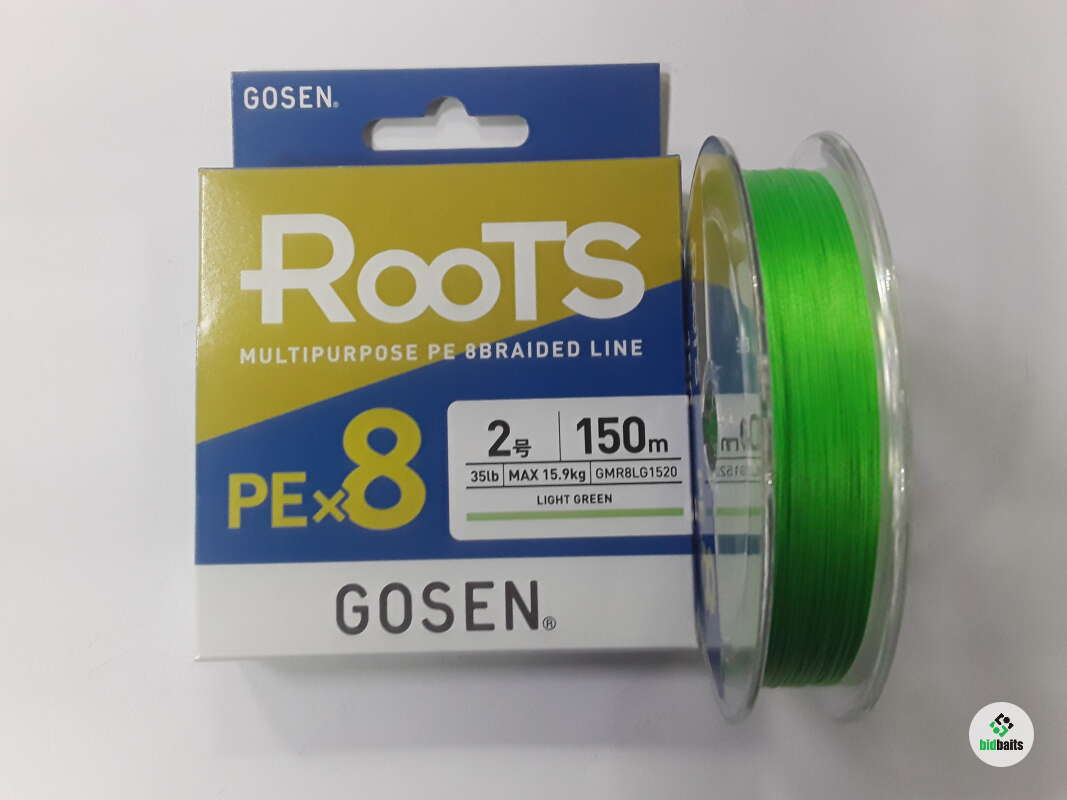 GOSEN®
ROOTS
MULTIPURPOSE PE 8BRAIDED LINE
PE×8
2号 150m
35lb MAX 15.9kg GMR8LG1520
LIGHT GREEN
GOSEN®
bidbaits